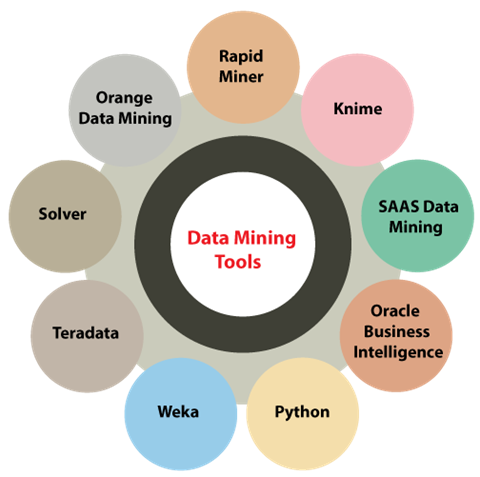 Rapid
Miner
Knime
SAAS Data
Mining
Oracle
Business
Intelligence
Python
Weka
Teradata
Solver
Orange
Data Mining
Data Mining
Tools